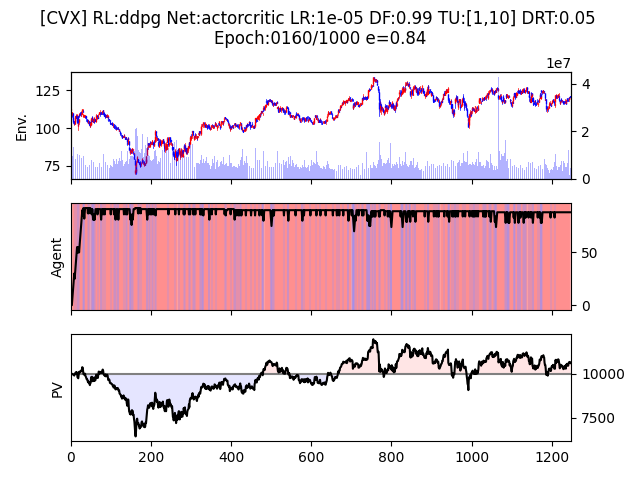 [CVX] RL:ddpg Net:actorcritic LR:1e-05 DF:0.99 TU:[1,10] DRT:0.05
Epoch:0160/1000 e=0.84
1e7
125
100
75
Env.
4
2
0
Agent
50
0
PV
10000
7500
0 200 400 600 800 1000 1200